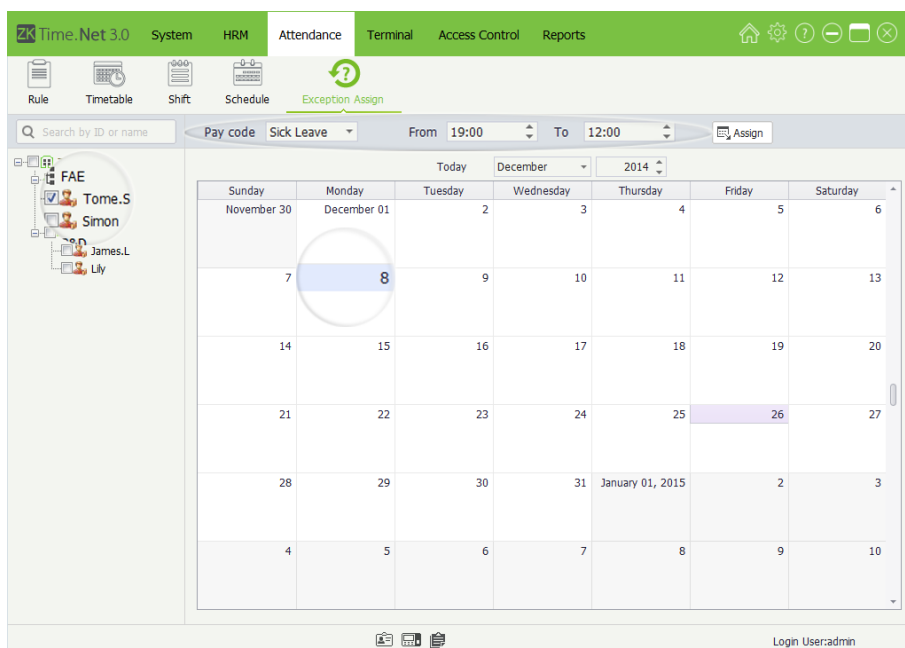 ZK Time.Net 3.0 System HRM Attendance Terminal Access Control Reports
Rule Timetable Shift Schedule Exception Assign
Search by ID or name Pay code Sick Leave From 19:00 To 12:00 Assign
Today December 2014
FAE
Tome.S
Simon
James.L
Lily
Sunday Monday Tuesday Wednesday Thursday Friday Saturday
November 30 December 01 2 3 4 5 6
7 8 9 10 11 12 13
14 15 16 17 18 19 20
21 22 23 24 25 26 27
28 29 30 31 January 01, 2015 2 3
4 5 6 7 8 9 10
Login User:admin